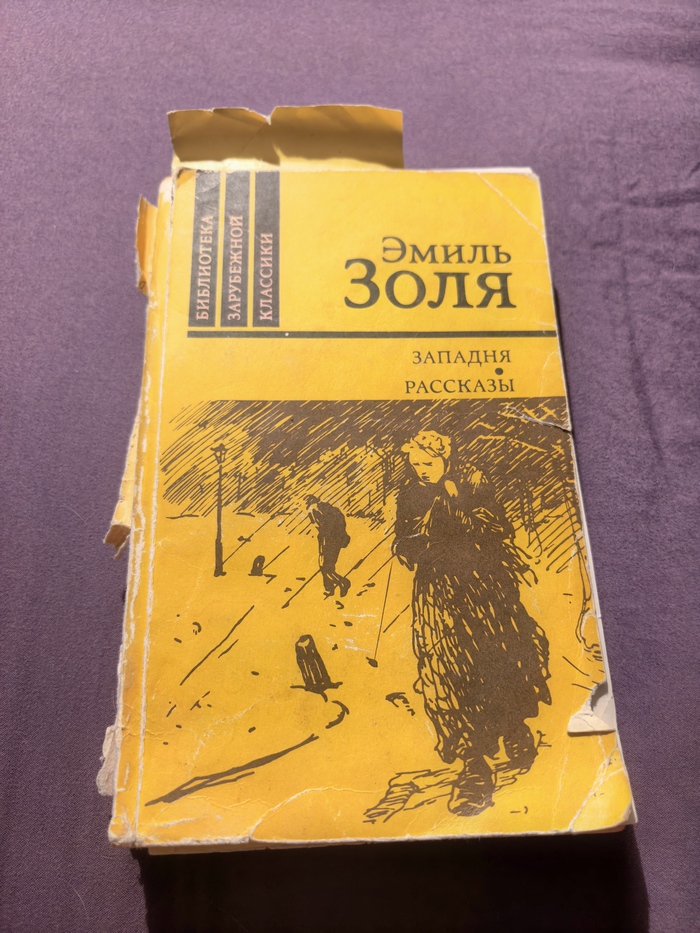 БИБЛИОТЕКА
ЗАРУБЕЖНОЙ
КЛАССИКИ
ЭМИЛЬ
ЗОЛЯ
ЗАПАДНЯ
•
РАССКАЗЫ